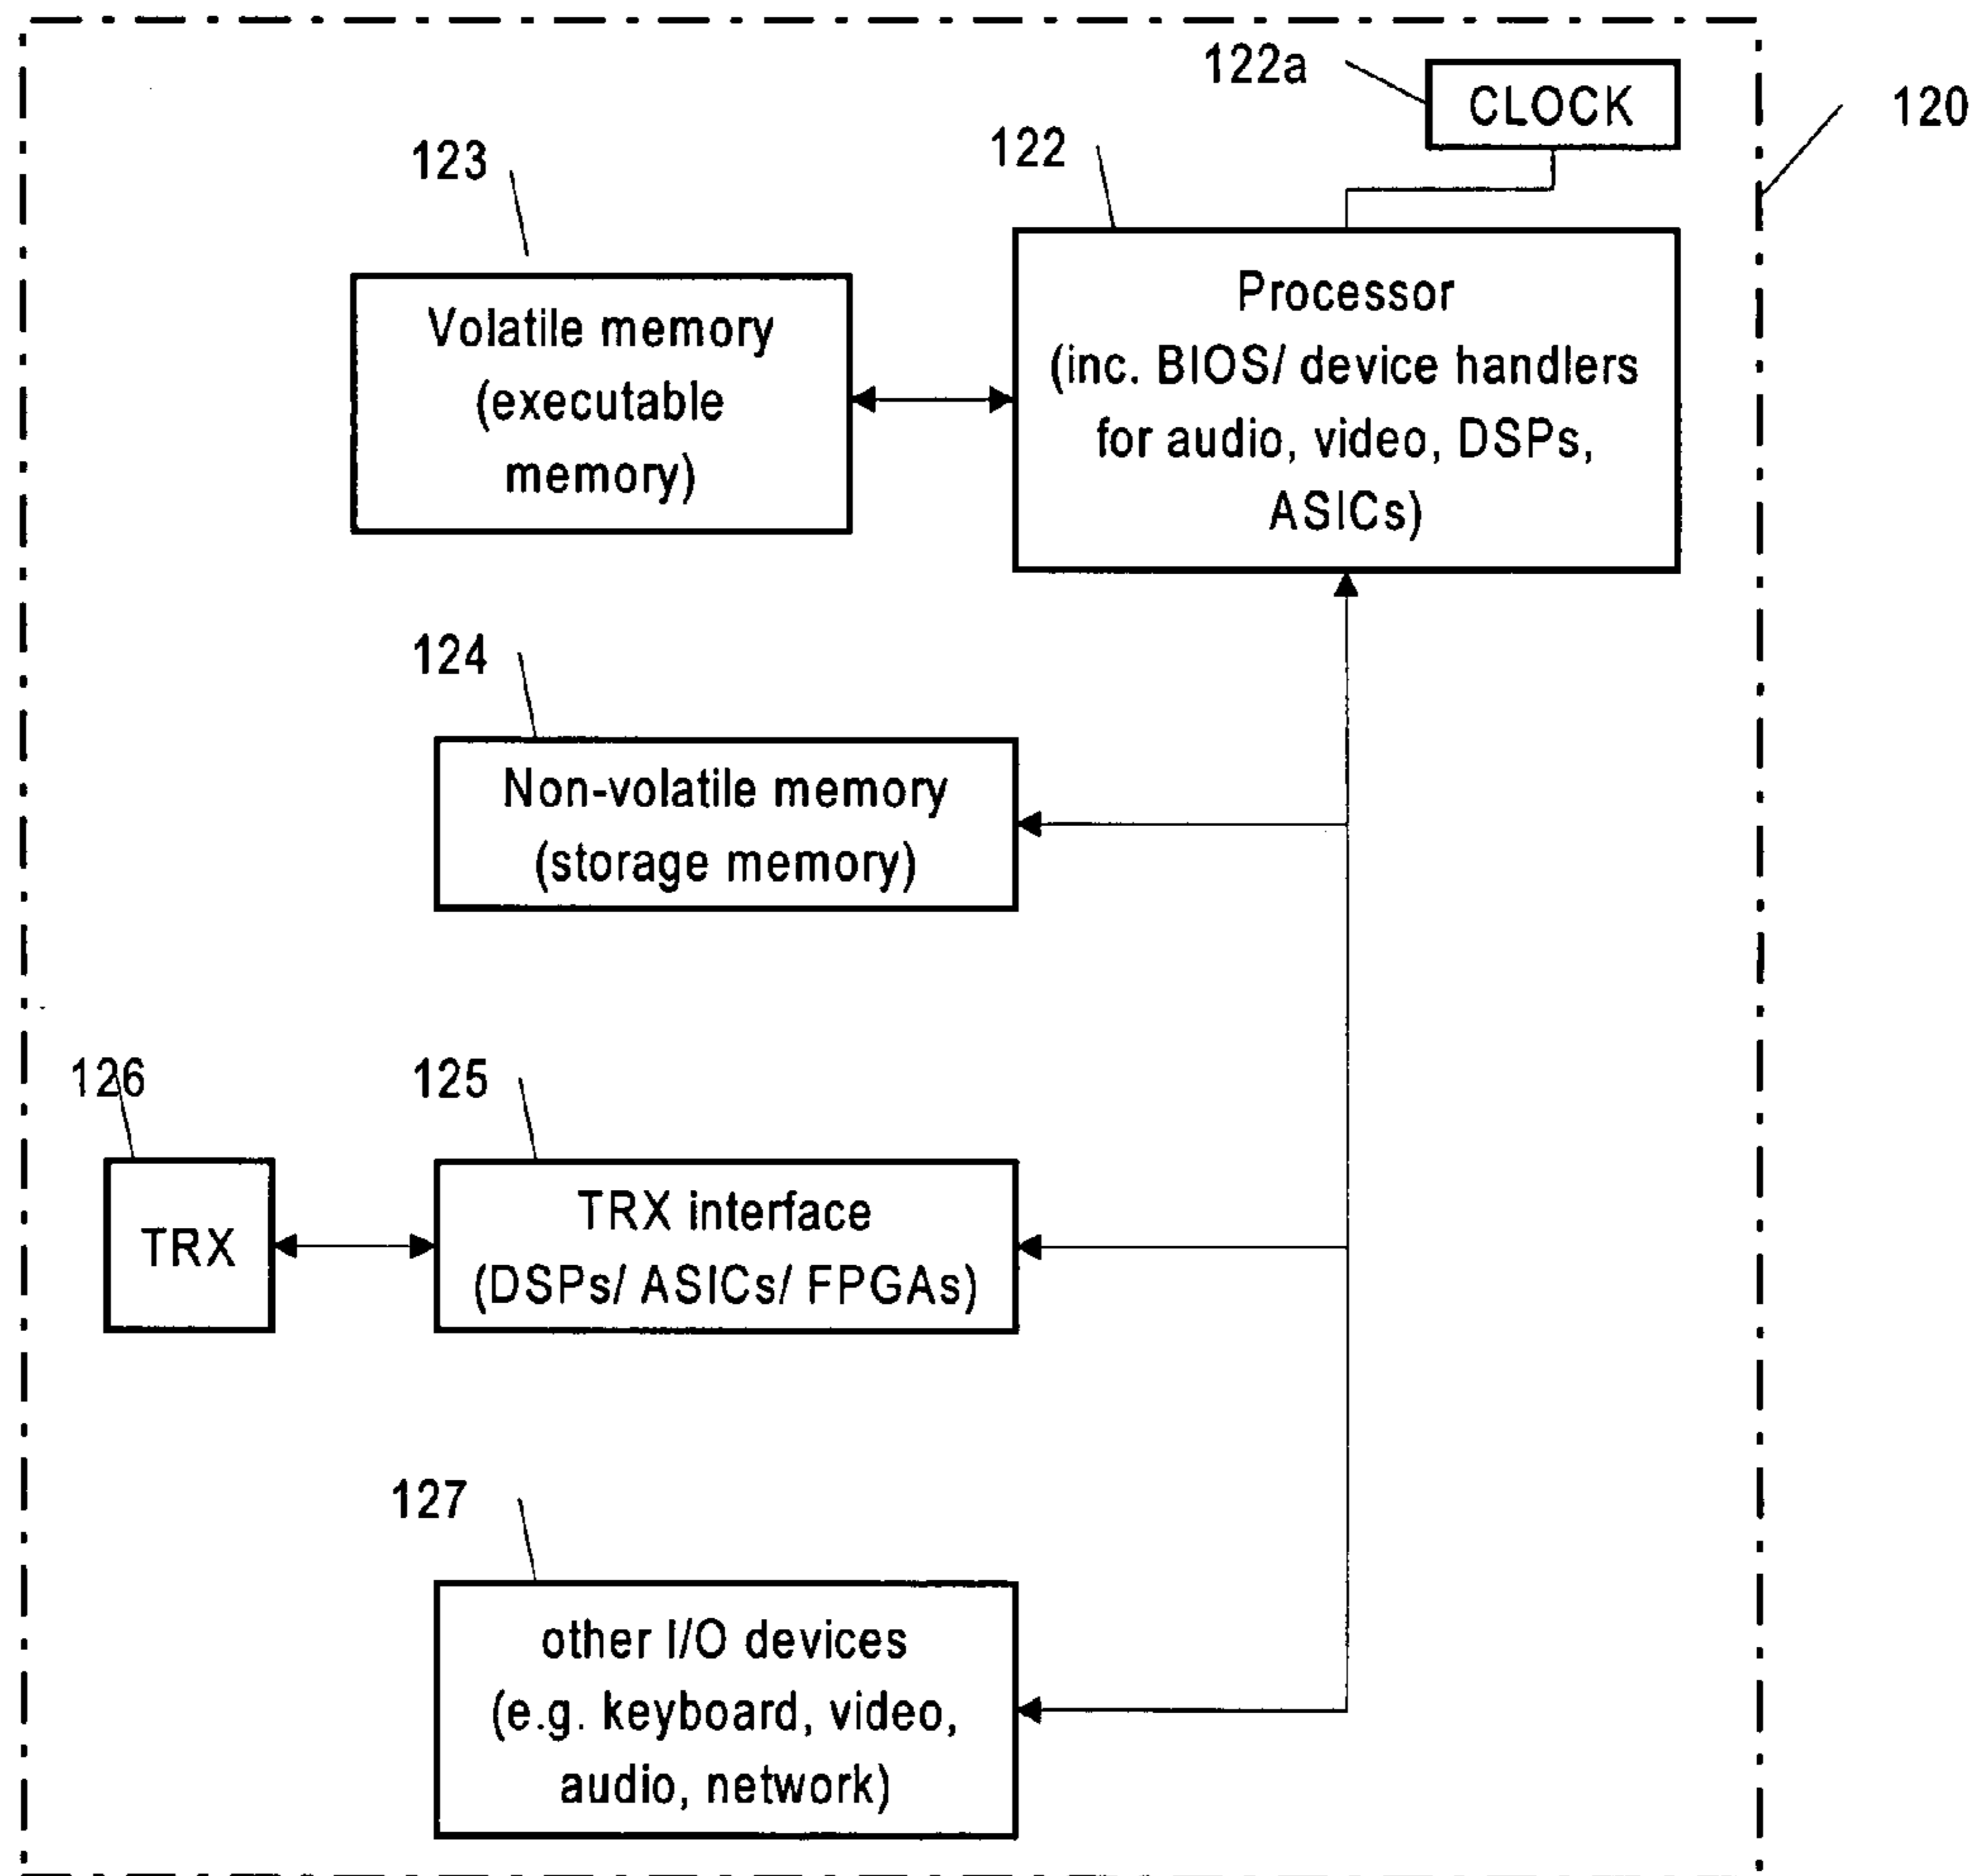 122a
CLOCK
120
123
122
Volatile memory
(executable
memory)
Processor
(inc. BIOS/ device handlers
for audio, video, DSPs,
ASICs)
124
Non-volatile memory
(storage memory)
126
125
TRX
TRX interface
(DSPs/ ASICs/ FPGAs)
127
other I/O devices
(e.g. keyboard, video,
audio, network)